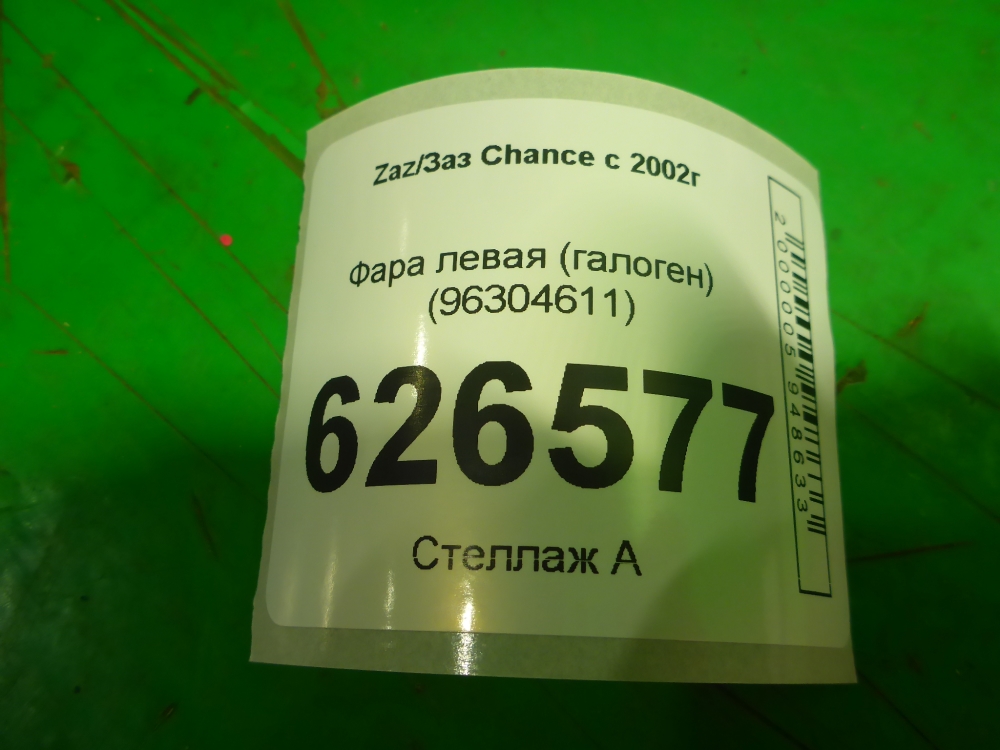 Zaz/Заз Chance с 2002г
Фара левая (галоген)
(96304611)
626577
Стеллаж А
2000005948633